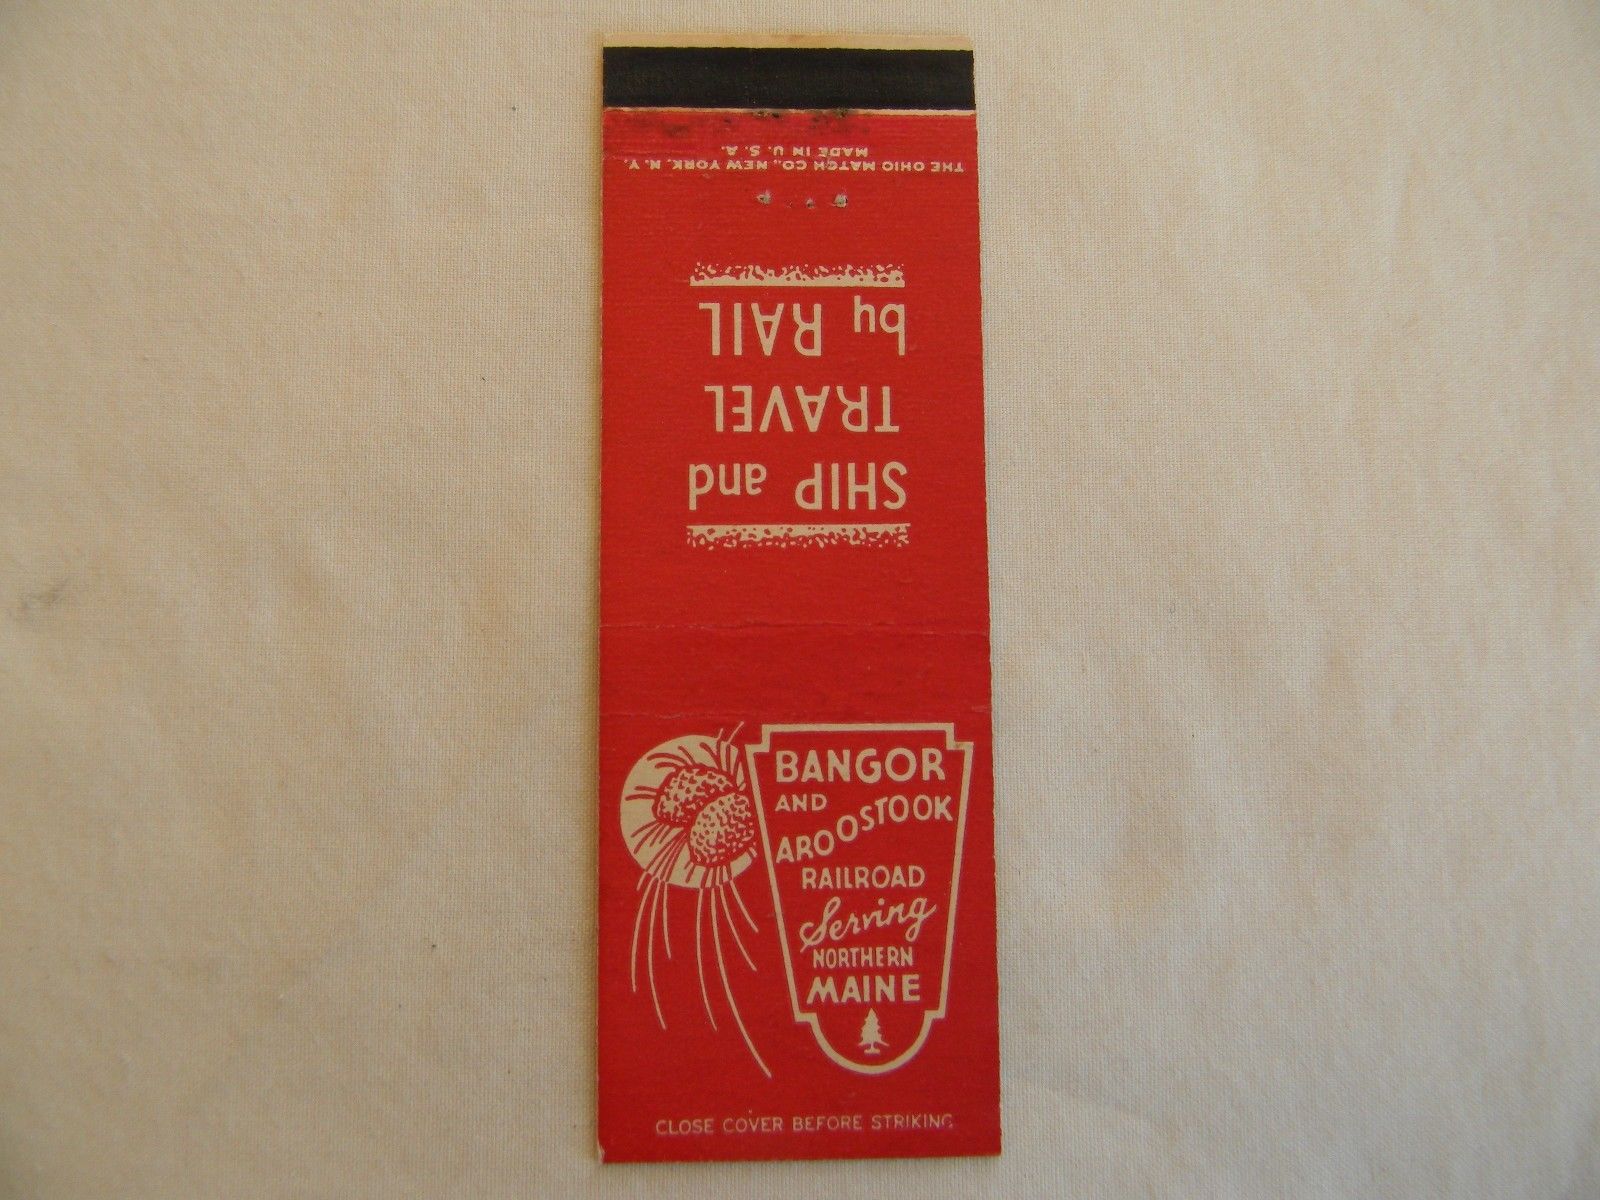 THE OHIO MATCH CO., NEW YORK, N. Y.
MADE IN U. S. A.
SHIP and
TRAVEL
by RAIL
BANGOR
AND
AROOSTOOK
RAILROAD
Serving
NORTHERN
MAINE
CLOSE COVER BEFORE STRIKING